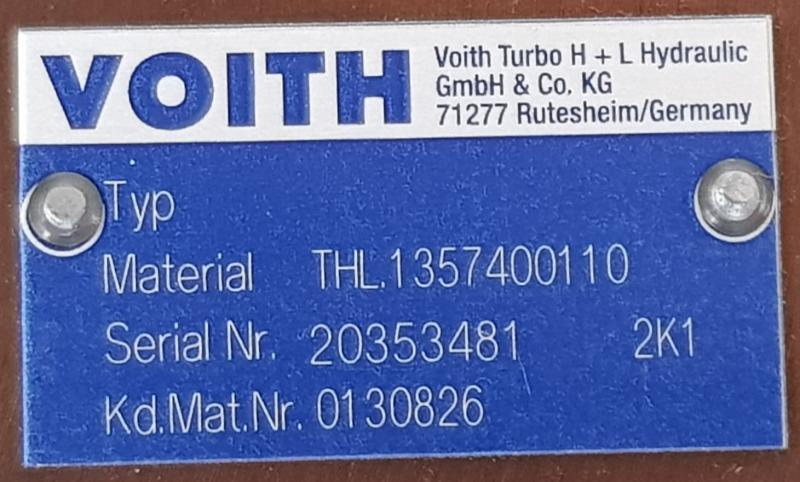 VOITH
Voith Turbo H + L Hydraulic
GmbH & Co. KG
71277 Rutesheim/Germany
Typ
Material THL.1357400110
Serial Nr. 20353481 2K1
Kd.Mat.Nr. 0130826